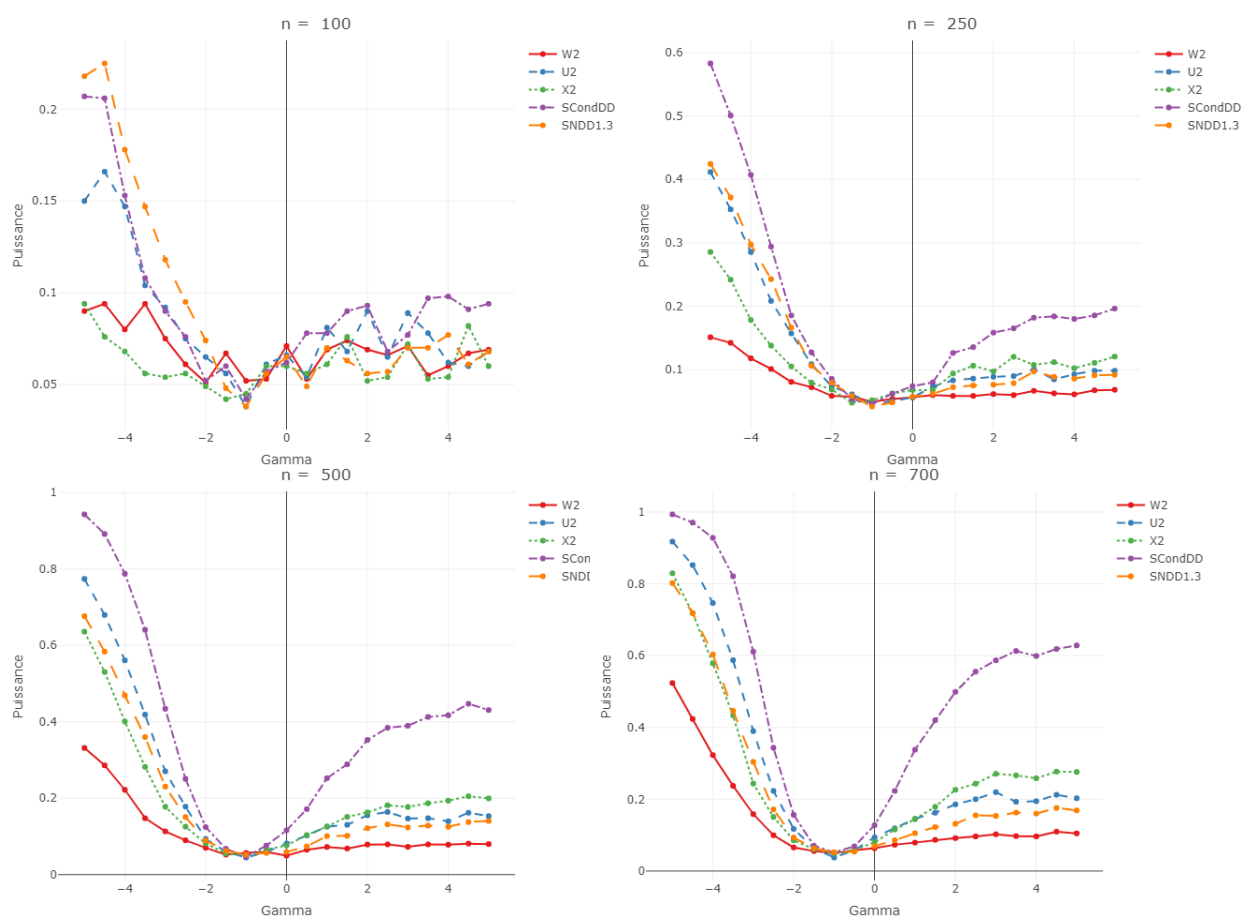 n = 100
W2
U2
X2
SCondDD
SNDD1.3
Puissance
0.2
0.15
0.1
0.05
−4 −2 0 2 4
Gamma
n = 250
W2
U2
X2
SCondDD
SNDD1.3
Puissance
0.6
0.5
0.4
0.3
0.2
0.1
−4 −2 0 2 4
Gamma
n = 500
W2
U2
X2
SCon
SNDI
Puissance
1
0.8
0.6
0.4
0.2
0
−4 −2 0 2 4
Gamma
n = 700
W2
U2
X2
SCondDD
SNDD1.3
Puissance
1
0.8
0.6
0.4
0.2
0
−4 −2 0 2 4
Gamma